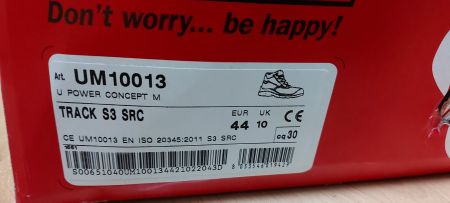 Don't worry... be happy!
Art. UM10013
U POWER CONCEPT M
TRACK S3 SRC
EUR UK
44 10
CE
cq 30
CE UM10013 EN ISO 20345:2011 S3 SRC
S00651040UM100134421022043D